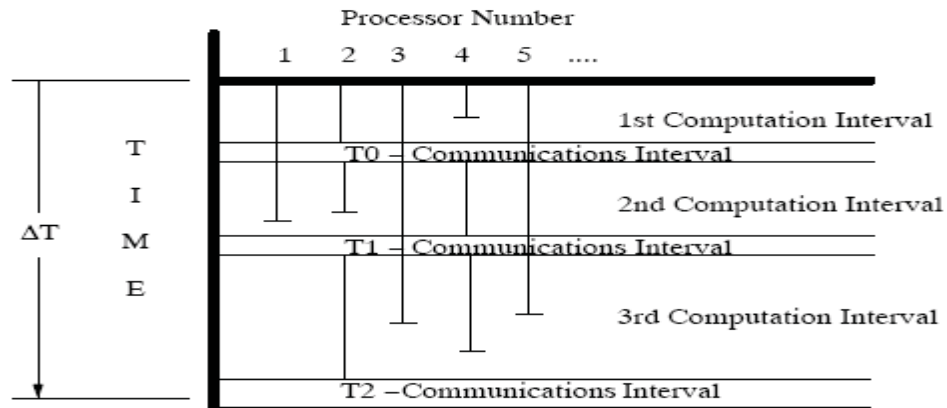 Processor Number
1 2 3 4 5 ....
1st Computation Interval
T
T0 – Communications Interval
I
2nd Computation Interval
ΔT
M
T1 – Communications Interval
E
3rd Computation Interval
T2 –Communications Interval